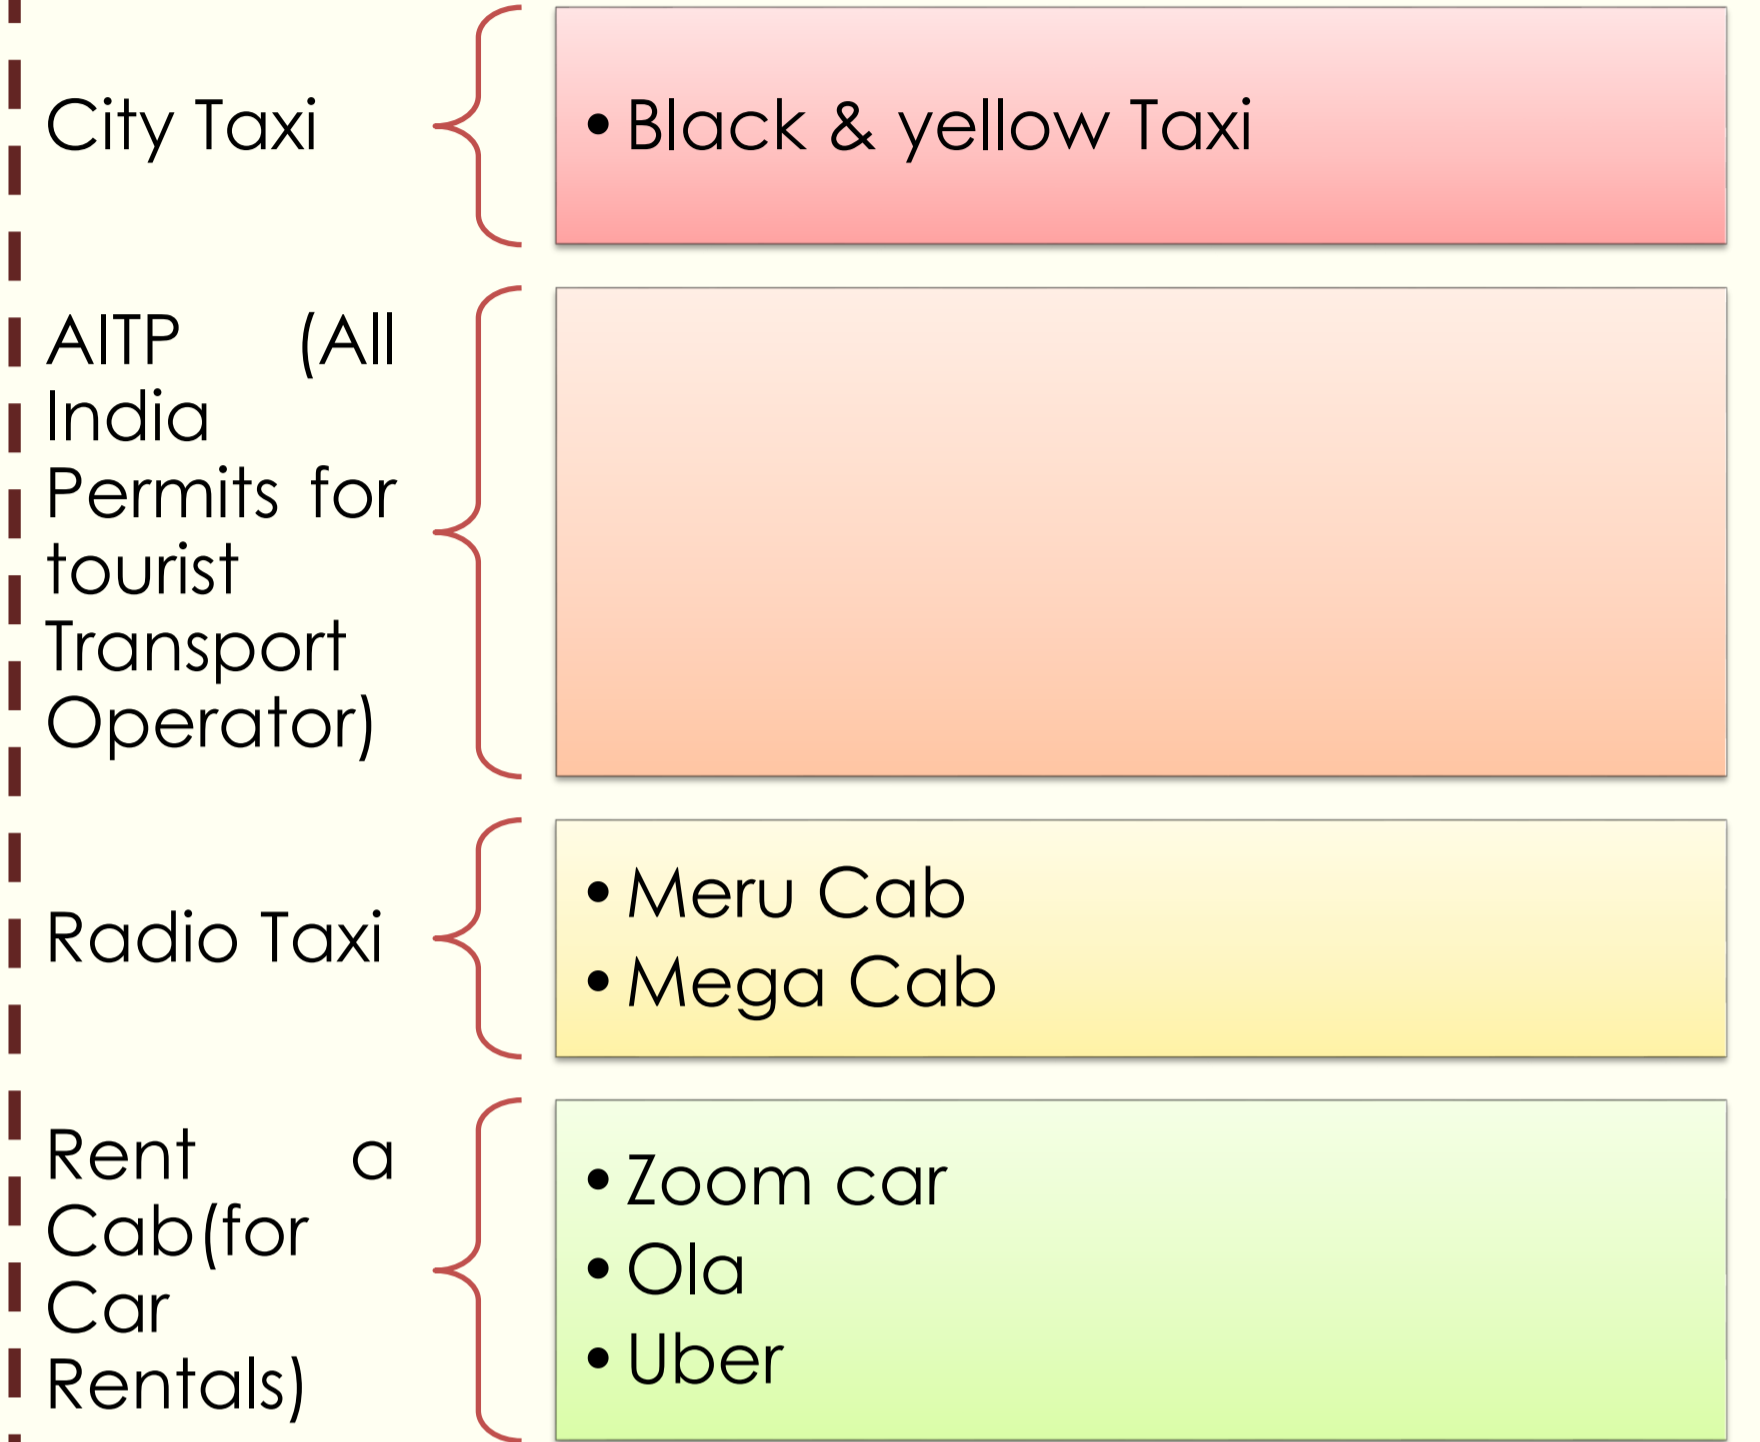 City Taxi
• Black & yellow Taxi
AITP (All
India
Permits for
tourist
Transport
Operator)
Radio Taxi
• Meru Cab
• Mega Cab
Rent a
Cab(for
Car
Rentals)
• Zoom car
• Ola
• Uber